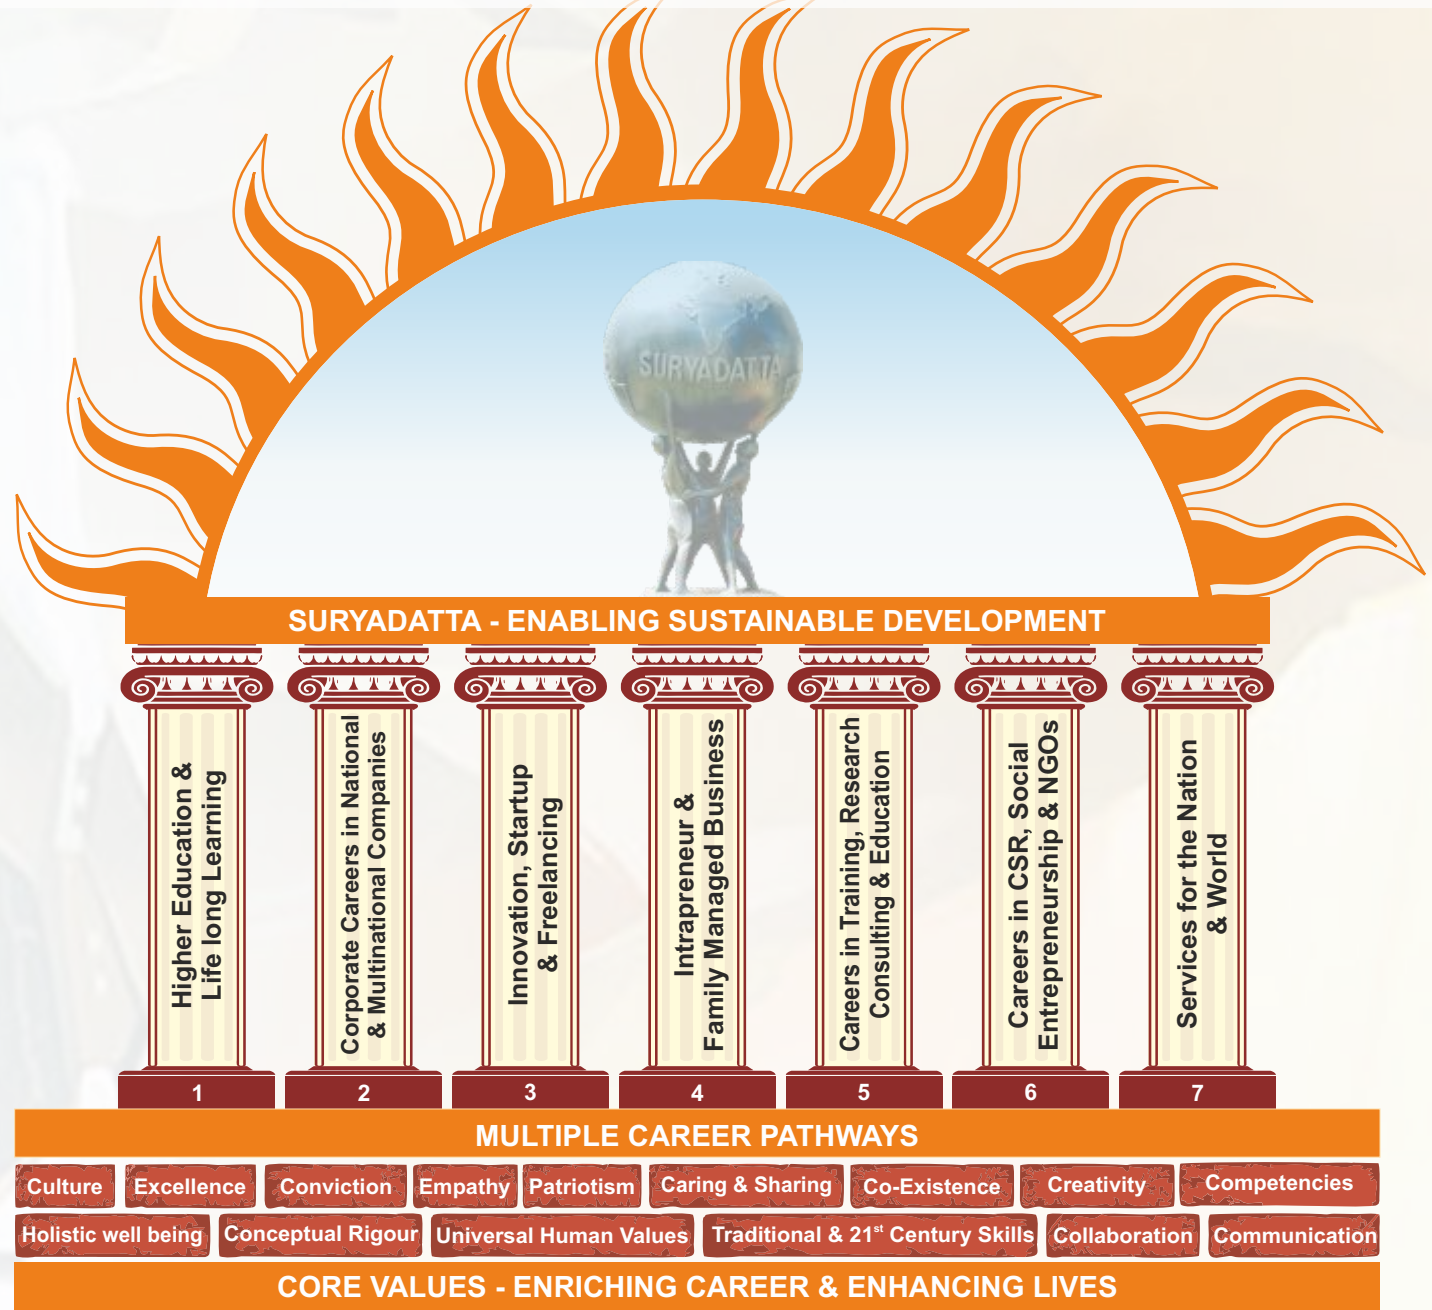 SURYADATTA
SURYADATTA - ENABLING SUSTAINABLE DEVELOPMENT
Higher Education &
Life long Learning
Corporate Careers in National
& Multinational Companies
Innovation, Startup
& Freelancing
Intrapreneur &
Family Managed Business
Careers in Training, Research
Consulting & Education
Careers in CSR, Social
Entrepreneurship & NGOs
Services for the Nation
& World
1 2 3 4 5 6 7
MULTIPLE CAREER PATHWAYS
Culture Excellence Conviction Empathy Patriotism Caring & Sharing Co-Existence Creativity Competencies
Holistic well being Conceptual Rigour Universal Human Values Traditional & 21st Century Skills Collaboration Communication
CORE VALUES - ENRICHING CAREER & ENHANCING LIVES